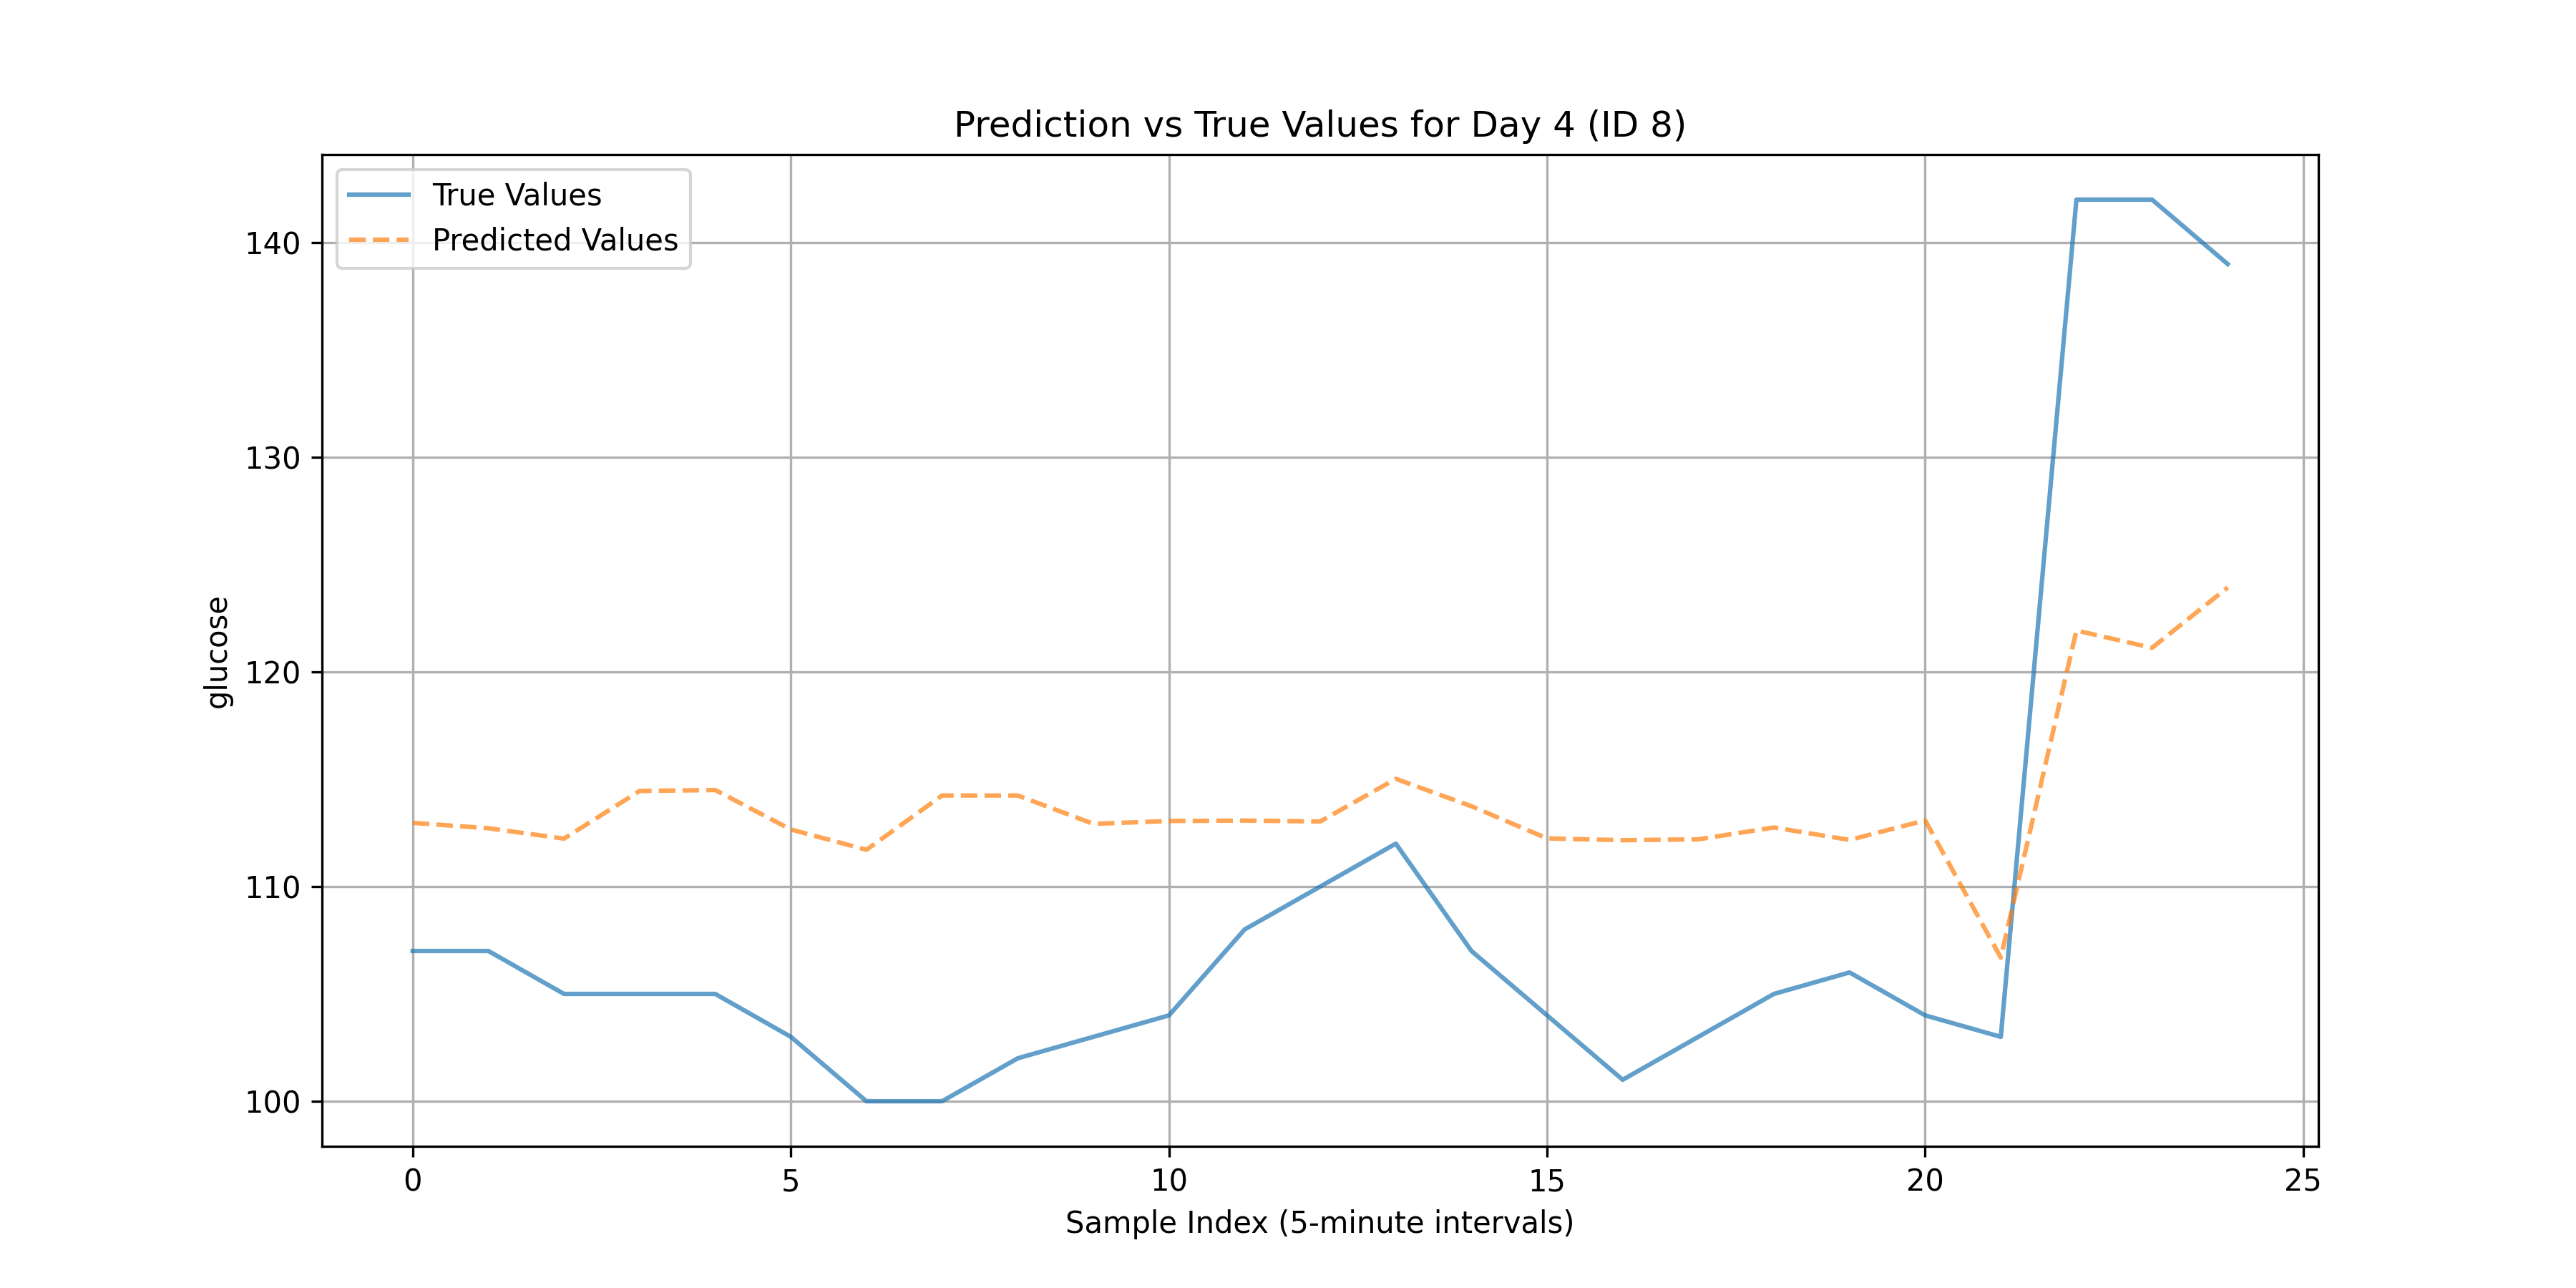 Prediction vs True Values for Day 4 (ID 8)
True Values
Predicted Values
140
130
120
110
100
glucose
0 5 10 15 20 25
Sample Index (5-minute intervals)